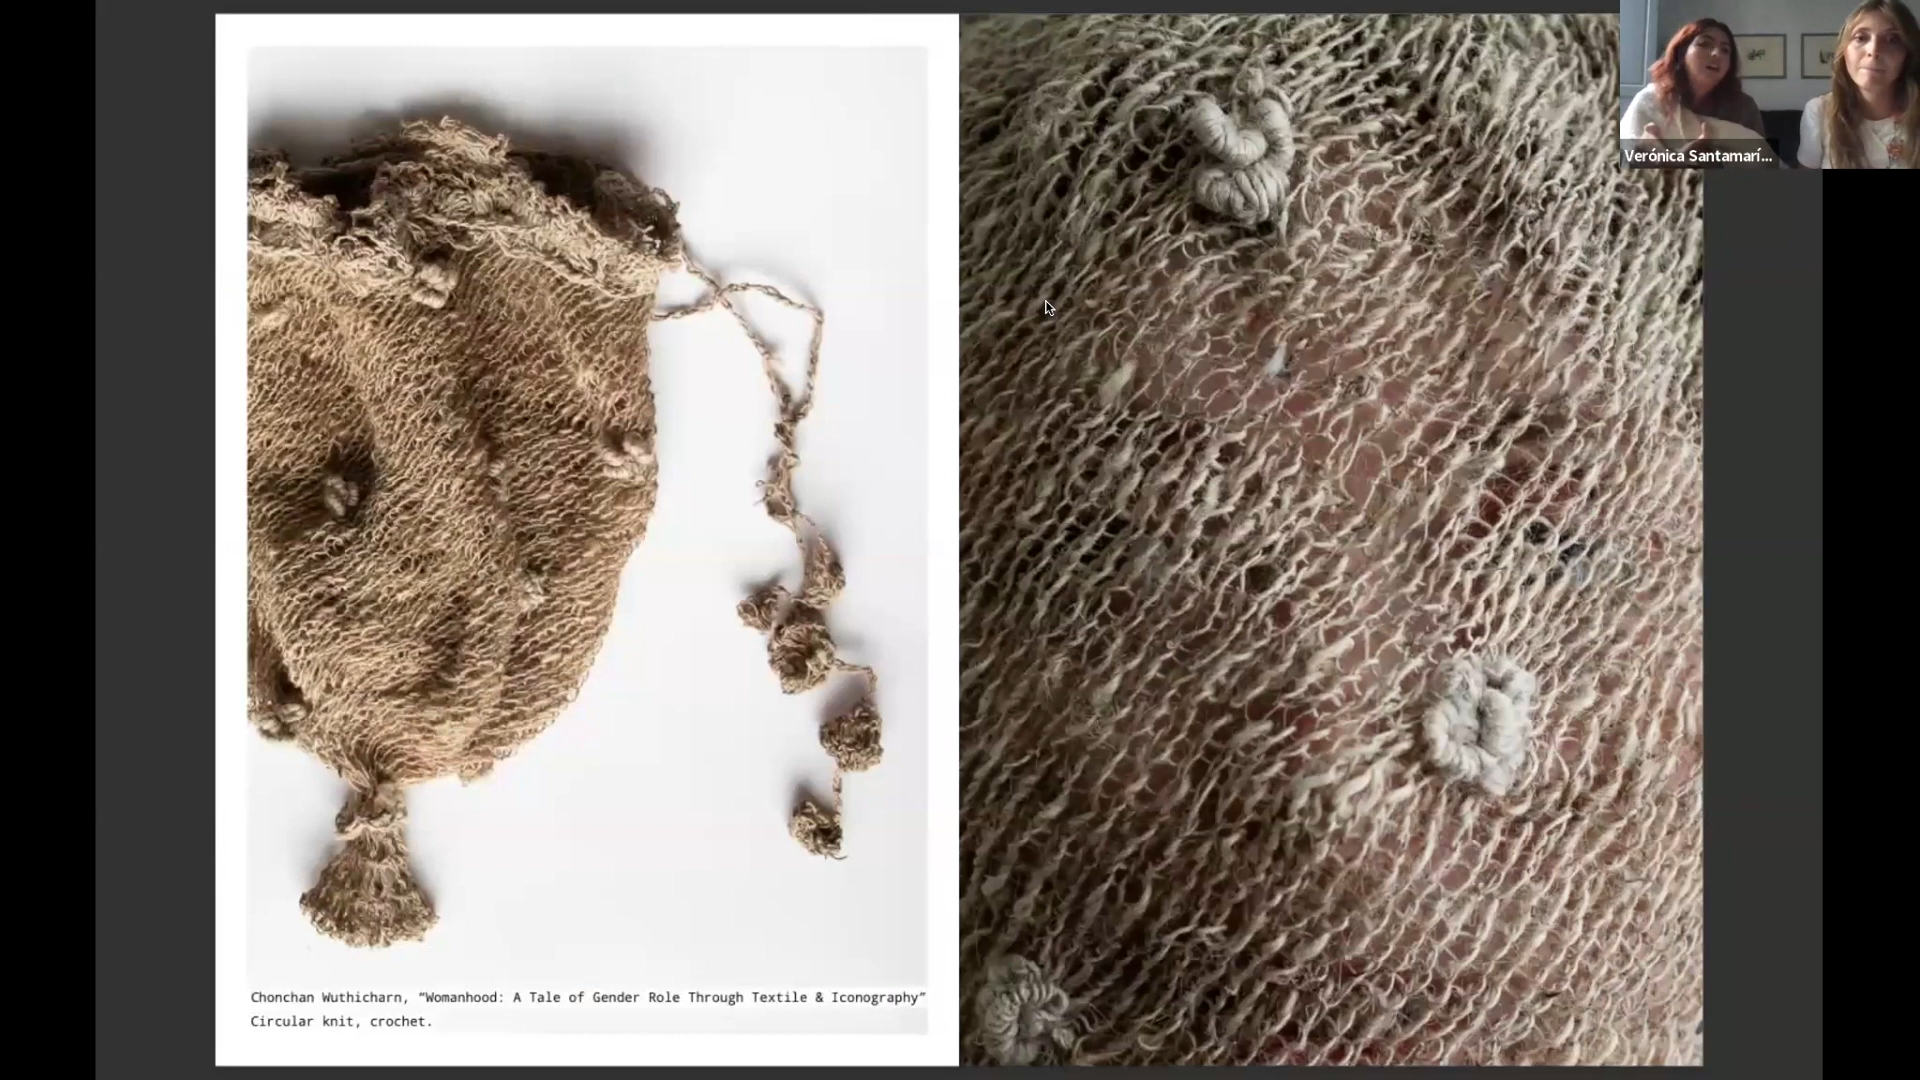 Verónica Santamarí...
Chonchan Wuthicharn, “Womanhood: A Tale of Gender Role Through Textile & Iconography”
Circular knit, crochet.